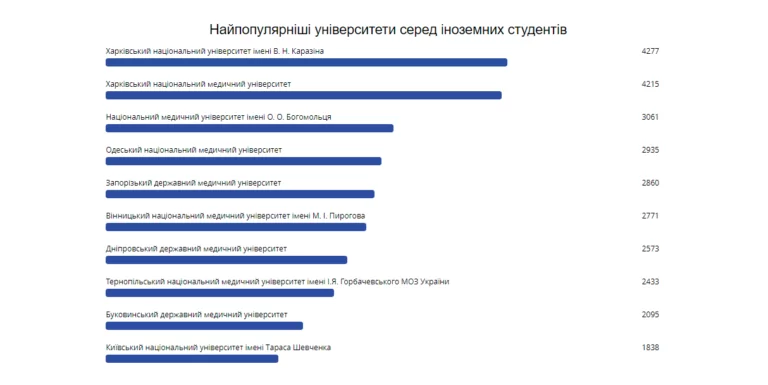 Найпопулярніші університети серед іноземних студентів
Харківський національний університет імені В. Н. Каразіна 4277
Харківський національний медичний університет 4215
Національний медичний університет імені О. О. Богомольця 3061
Одеський національний медичний університет 2935
Запорізький державний медичний університет 2860
Вінницький національний медичний університет імені М. І. Пирогова 2771
Дніпровський державний медичний університет 2573
Тернопільський національний медичний університет імені І.Я. Горбачевського МОЗ України 2433
Буковинський державний медичний університет 2095
Київський національний університет імені Тараса Шевченка 1838